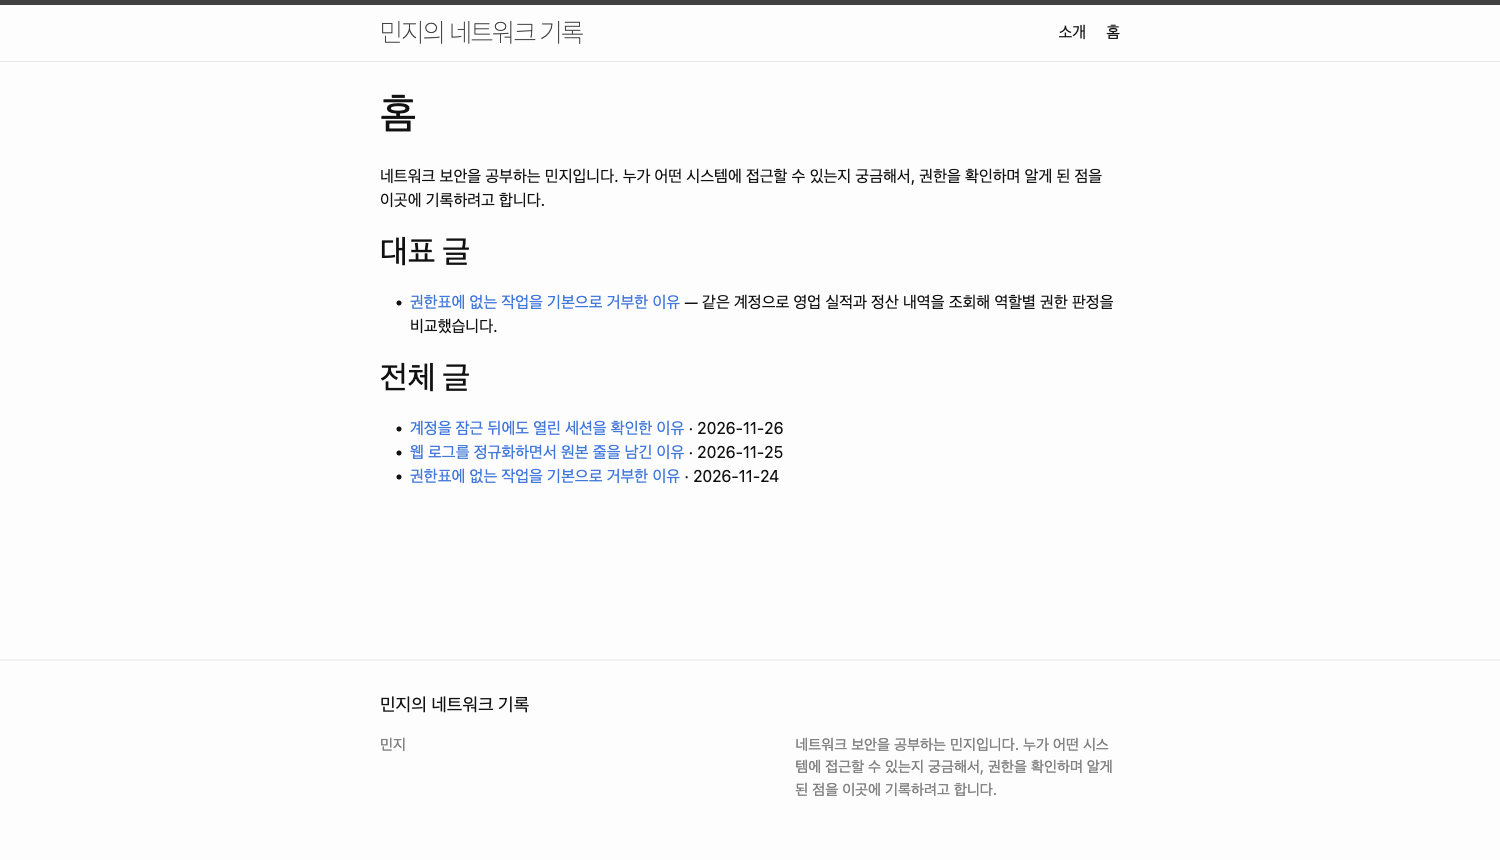 민지의 네트워크 기록
소개 홈
홈
네트워크 보안을 공부하는 민지입니다. 누가 어떤 시스템에 접근할 수 있는지 궁금해서, 권한을 확인하며 알게 된 점을
이곳에 기록하려고 합니다.
대표 글
• 권한표에 없는 작업을 기본으로 거부한 이유 — 같은 계정으로 영업 실적과 정산 내역을 조회해 역할별 권한 판정을
비교했습니다.
전체 글
• 계정을 잠근 뒤에도 열린 세션을 확인한 이유 · 2026-11-26
• 웹 로그를 정규화하면서 원본 줄을 남긴 이유 · 2026-11-25
• 권한표에 없는 작업을 기본으로 거부한 이유 · 2026-11-24
민지의 네트워크 기록
민지
네트워크 보안을 공부하는 민지입니다. 누가 어떤 시스
템에 접근할 수 있는지 궁금해서, 권한을 확인하며 알게
된 점을 이곳에 기록하려고 합니다.